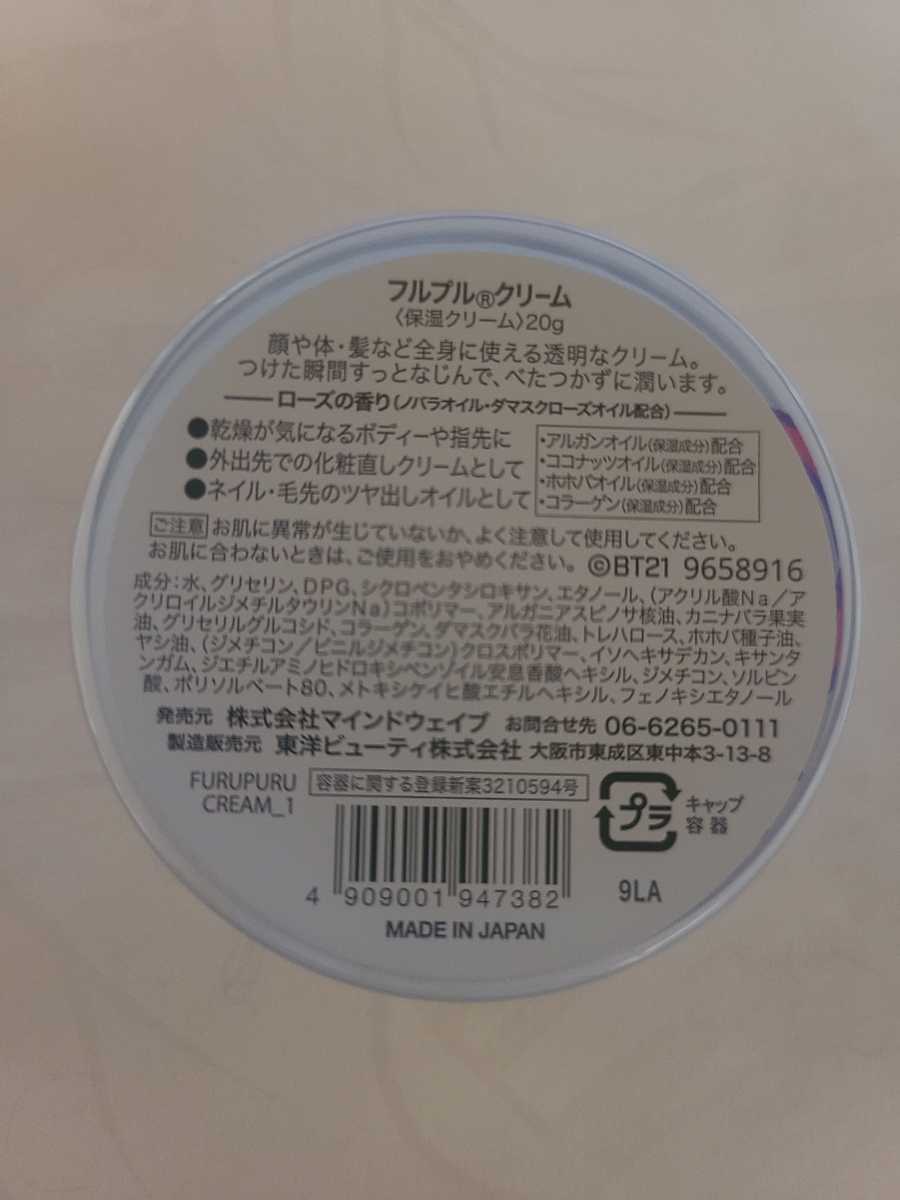 フルプル®クリーム
〈保湿クリーム〉20g
顔や体・髪など全身に使える透明なクリーム。
つけた瞬間すっとなじんで、べたつかずに潤います。
ローズの香り(ノバラオイル・ダマスクローズオイル配合)
●乾燥が気になるボディーや指先に
●外出先での化粧直しクリームとして
●ネイル・毛先のツヤ出しオイルとして
・アルガンオイル(保湿成分)配合
・ココナッツオイル(保湿成分)配合
・ホホバオイル(保湿成分)配合
・コラーゲン(保湿成分)配合
ご注意 お肌に異常が生じていないか、よく注意して使用してください。
お肌に合わないときは、ご使用をおやめください。 ©BT21 9658916
成分：水、グリセリン、DPG、シクロペンタシロキサン、エタノール、(アクリル酸Na／ア
クリロイルジメチルタウリンNa)コポリマー、アルガニアスピノサ核油、カニナバラ果実
油、グリセリルグルコシド、コラーゲン、ダマスクバラ花油、トレハロース、ホホバ種子油、
ヤシ油、(ジメチコン／ビニルジメチコン)クロスポリマー、イソヘキサデカン、キサンタ
ンガム、ジエチルアミノヒドロキシベンゾイル安息香酸ヘキシル、ジメチコン、ソルビン
酸、ポリソルベート80、メトキシケイヒ酸エチルヘキシル、フェノキシエタノール
発売元 株式会社マインドウェイブ お問合せ先 06-6265-0111
製造販売元 東洋ビューティ株式会社 大阪市東成区東中本3-13-8
FURUPURU
CREAM_1
容器に関する登録新案3210594号
プラ
キャップ
容器
4 909001 947382
9LA
MADE IN JAPAN